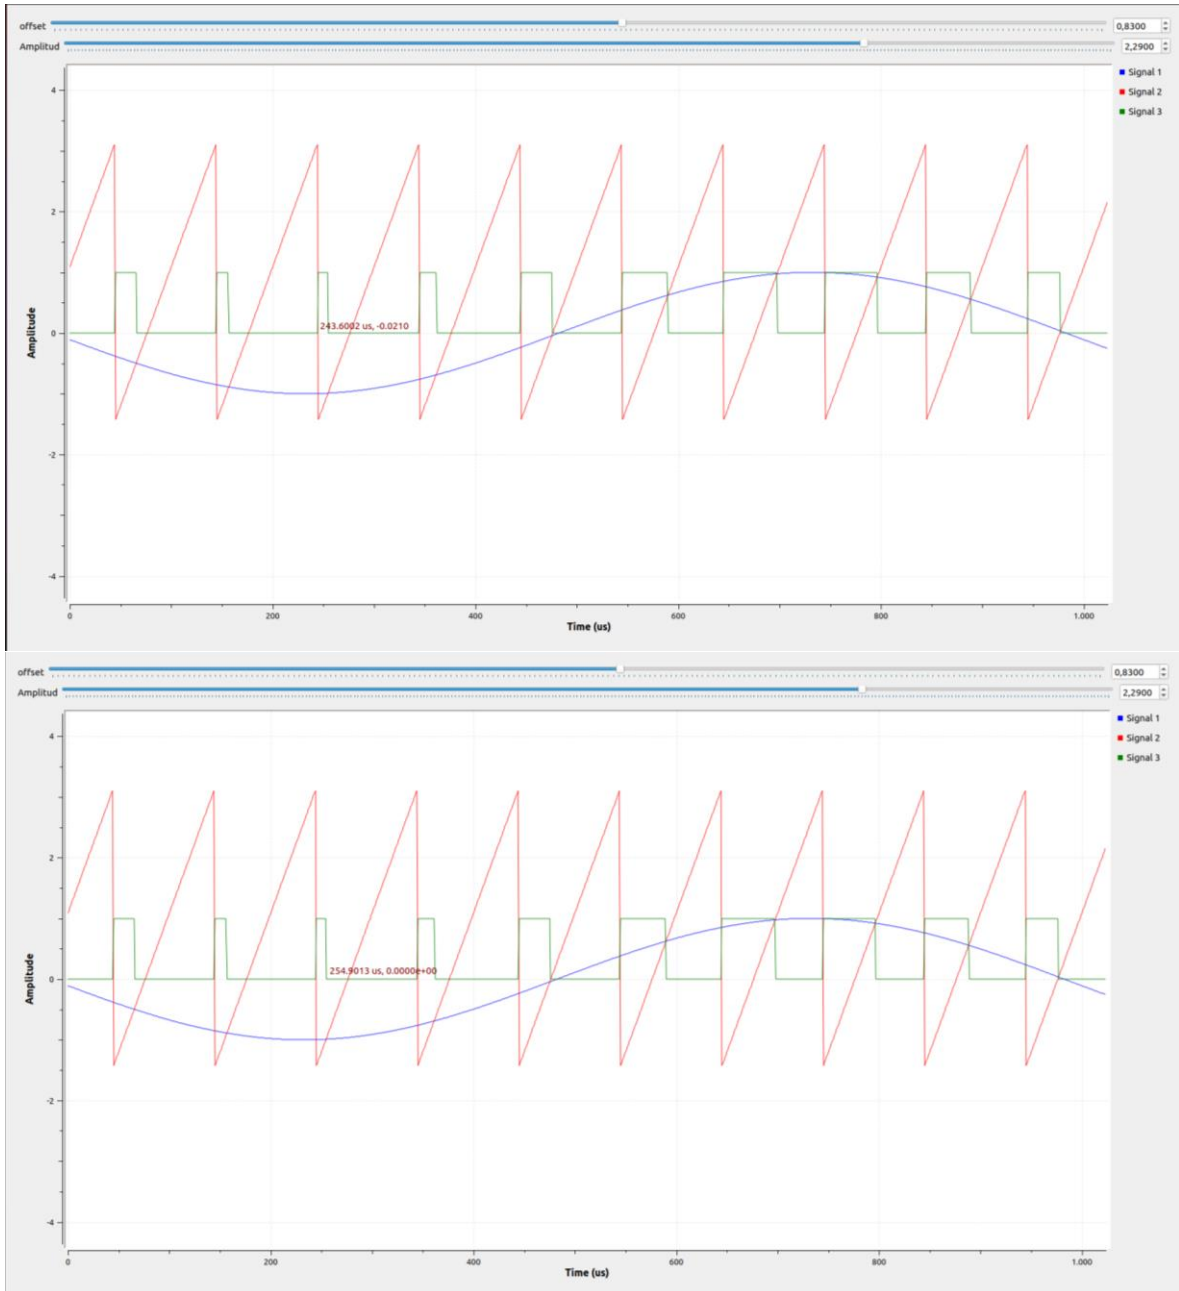 offset 0,8300
Amplitud 2,2900
Signal 1
Signal 2
Signal 3
4
2
0
-2
-4
Amplitude
243.6002 us, -0.0210
0 200 400 600 800 1.000
Time (us)
offset 0,8300
Amplitud 2,2900
Signal 1
Signal 2
Signal 3
4
2
0
-2
-4
Amplitude
254.9013 us, 0.0000e+00
0 200 400 600 800 1.000
Time (us)